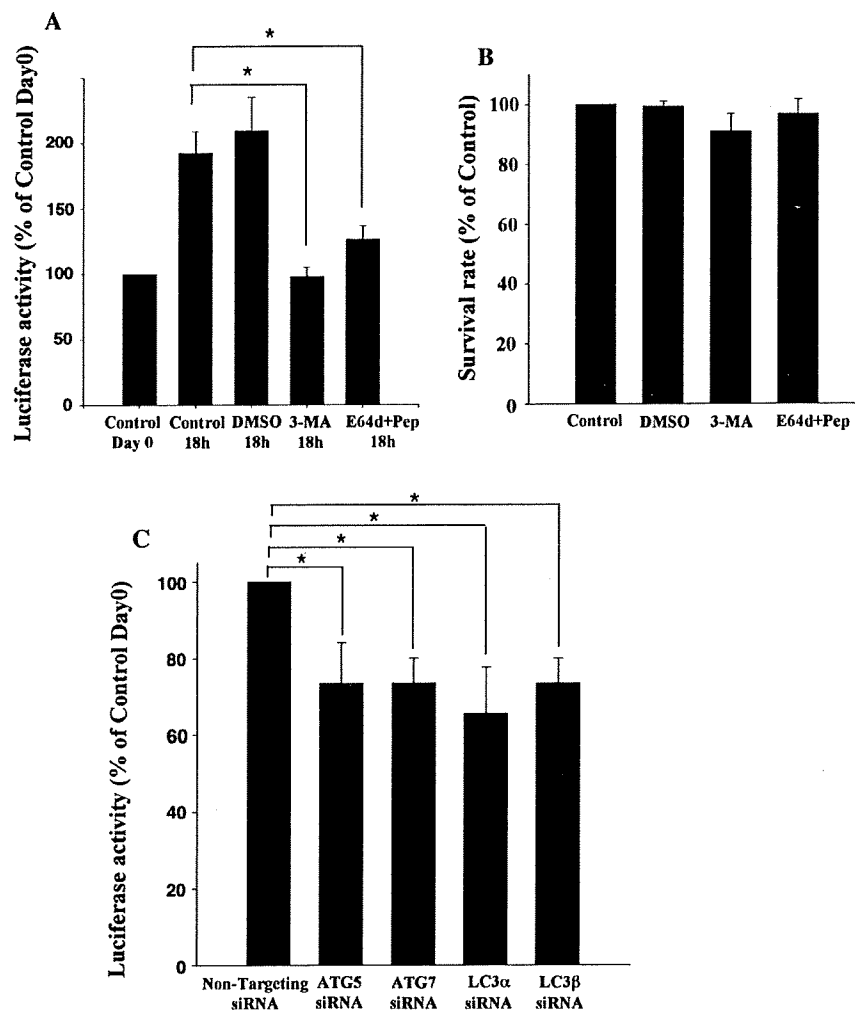 A
*
*
Luciferase activity (% of Control Day0)
200
150
100
50
0
Control Day 0
Control 18h
DMSO 18h
3-MA 18h
E64d+Pep 18h
B
Survival rate (% of Control)
100
80
60
40
20
0
Control
DMSO
3-MA
E64d+Pep
C
*
*
*
*
Luciferase activity (% of Control Day0)
100
80
60
40
20
0
Non-Targeting siRNA
ATG5 siRNA
ATG7 siRNA
LC3α siRNA
LC3β siRNA